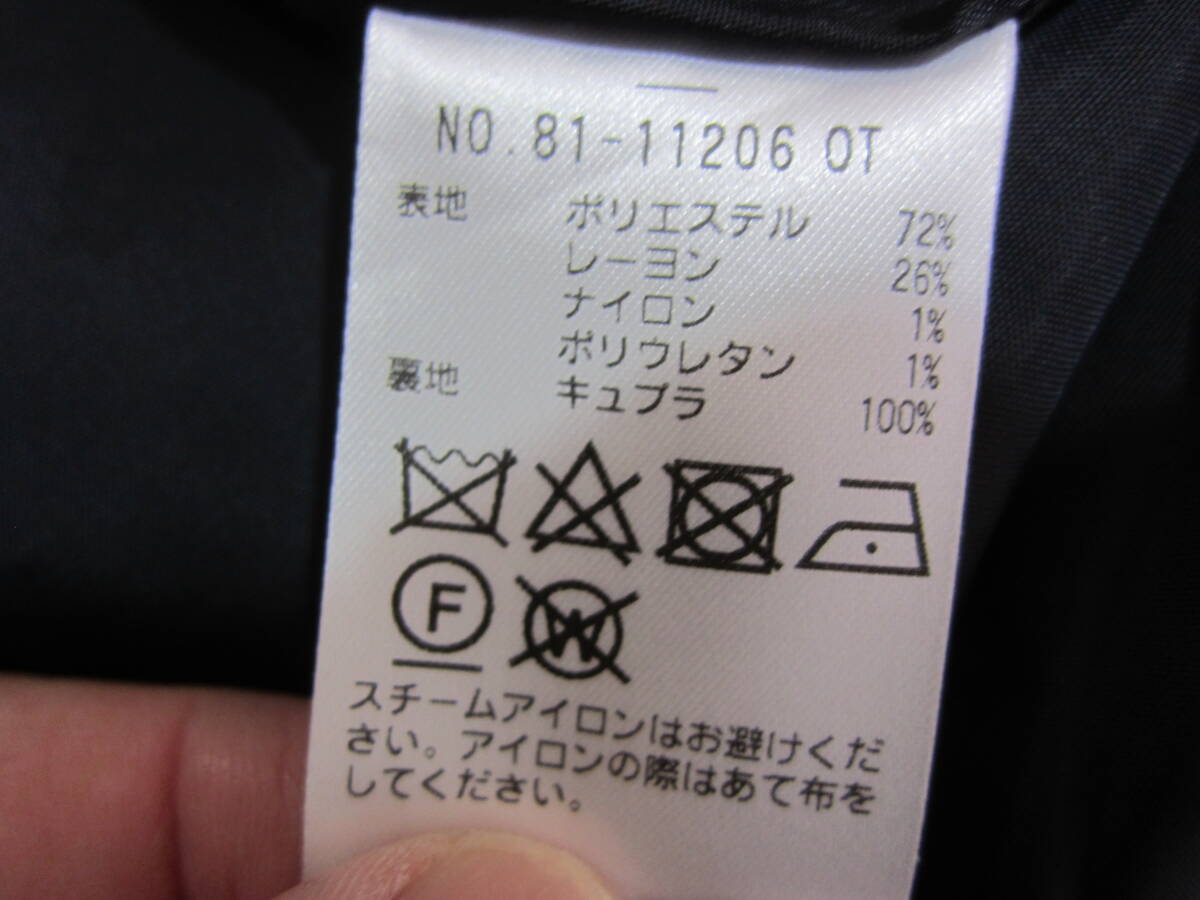 NO.81-11206 OT
表地 ポリエステル 72%
レーヨン 26%
ナイロン 1%
ポリウレタン 1%
裏地 キュプラ 100%
F W
スチームアイロンはお避けくだ
さい。アイロンの際はあて布を
してください。